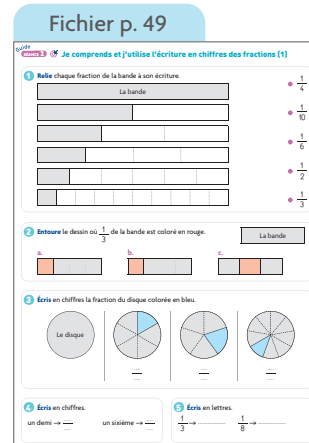 Fichier p. 49
Guide
SÉANCE 2 Je comprends et j'utilise l'écriture en chiffres des fractions (1)
1 Relie chaque fraction de la bande à son écriture.
La bande
1/4
1/10
1/6
1/2
1/3
2 Entoure le dessin où 1/3 de la bande est coloré en rouge.
La bande
a. b. c.
3 Écris en chiffres la fraction du disque colorée en bleu.
Le disque
4 Écris en chiffres.
un demi → un sixième →
5 Écris en lettres.
1/3 → 1/8 →